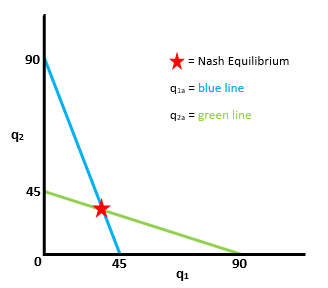 90
= Nash Equilibrium
q1a = blue line
q2a = green line
q2
45
0
45
90
q1